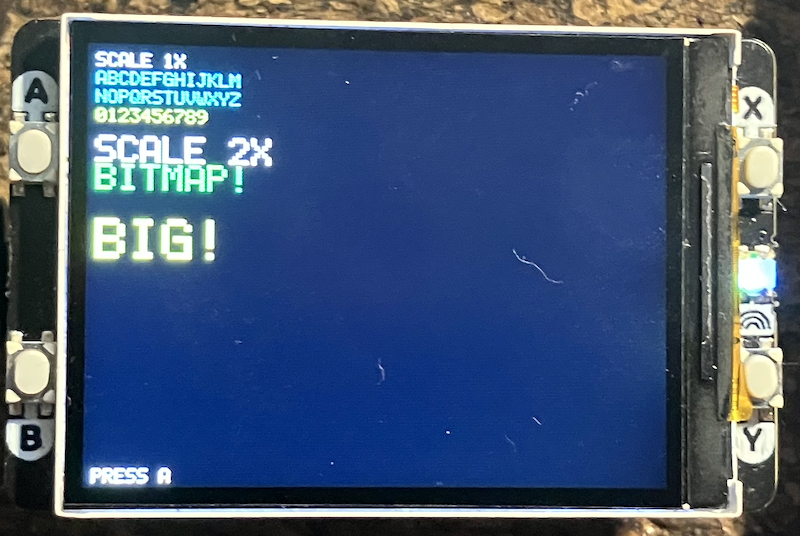 A
X
SCALE 1X
ABCDEFGHIJKLM
NOPQRSTUVWXYZ
0123456789
SCALE 2X
BITMAP!
BIG!
B
Y
PRESS A